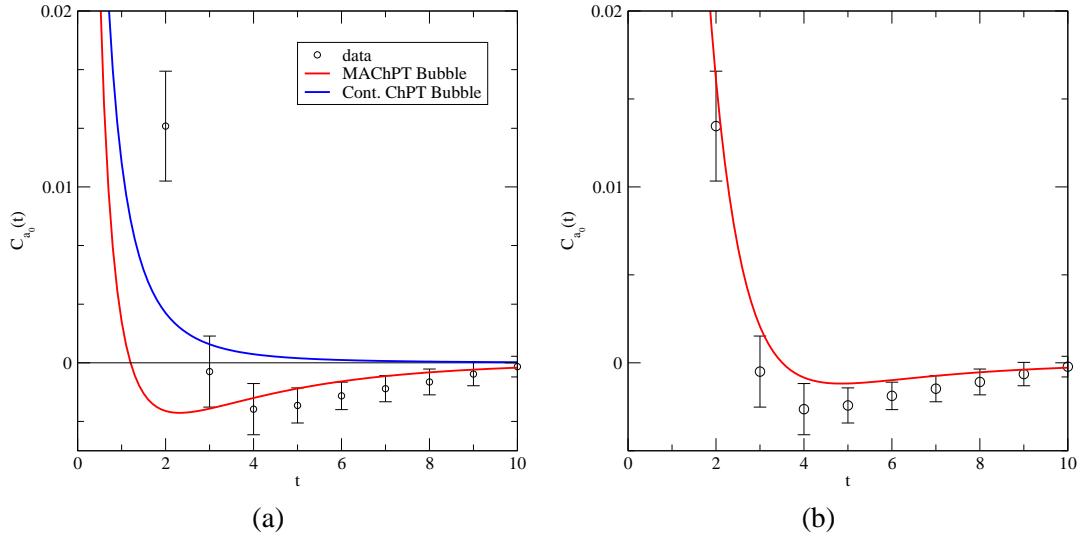 0.02
0.01
0
C_{a_0}(t)
0 2 4 6 8 10
t
data
MAChPT Bubble
Cont. ChPT Bubble
(a)
0.02
0.01
0
C_{a_0}(t)
0 2 4 6 8 10
t
(b)